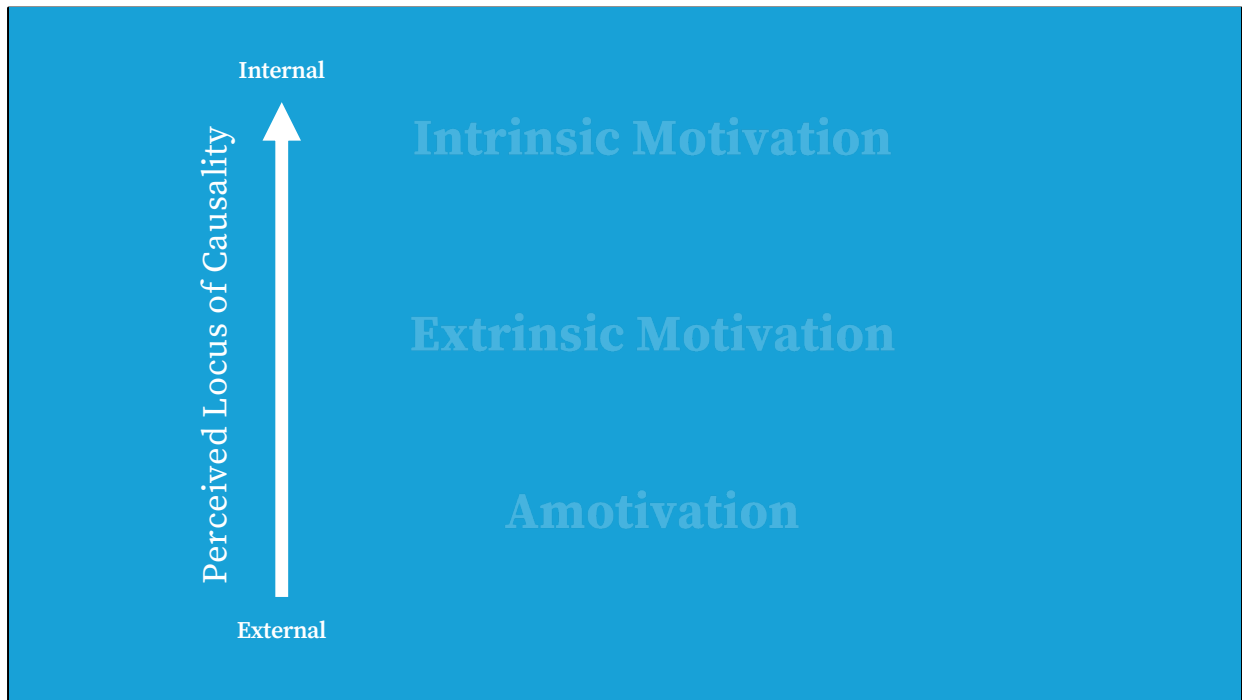 Internal
Perceived Locus of Causality
Intrinsic Motivation
Extrinsic Motivation
Amotivation
External